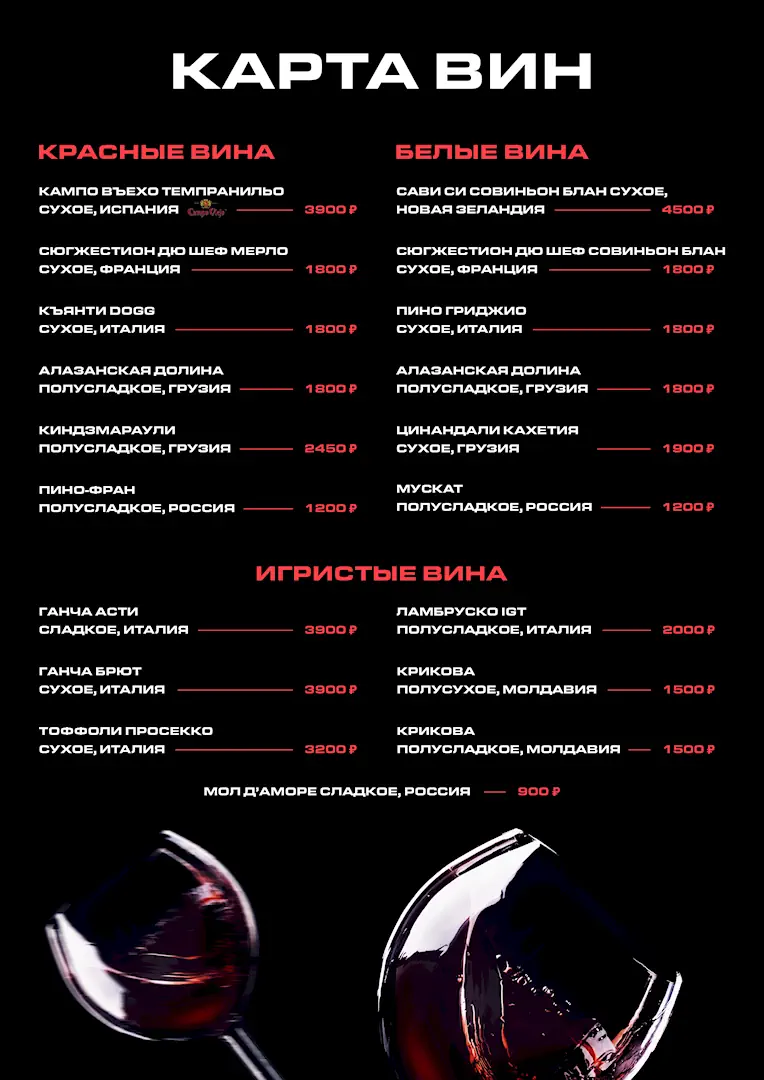 КАРТА ВИН
КРАСНЫЕ ВИНА
КАМПО ВЪЕХО ТЕМПРАНИЛЬО
СУХОЕ, ИСПАНИЯ Campo Viejo 3900 ₽
СЮГЖЕСТИОН ДЮ ШЕФ МЕРЛО
СУХОЕ, ФРАНЦИЯ 1800 ₽
КЪЯНТИ DOGG
СУХОЕ, ИТАЛИЯ 1800 ₽
АЛАЗАНСКАЯ ДОЛИНА
ПОЛУСЛАДКОЕ, ГРУЗИЯ 1800 ₽
КИНДЗМАРАУЛИ
ПОЛУСЛАДКОЕ, ГРУЗИЯ 2450 ₽
ПИНО-ФРАН
ПОЛУСЛАДКОЕ, РОССИЯ 1200 ₽
БЕЛЫЕ ВИНА
САВИ СИ СОВИНЬОН БЛАН СУХОЕ,
НОВАЯ ЗЕЛАНДИЯ 4500 ₽
СЮГЖЕСТИОН ДЮ ШЕФ СОВИНЬОН БЛАН
СУХОЕ, ФРАНЦИЯ 1800 ₽
ПИНО ГРИДЖИО
СУХОЕ, ИТАЛИЯ 1800 ₽
АЛАЗАНСКАЯ ДОЛИНА
ПОЛУСЛАДКОЕ, ГРУЗИЯ 1800 ₽
ЦИНАНДАЛИ КАХЕТИЯ
СУХОЕ, ГРУЗИЯ 1900 ₽
МУСКАТ
ПОЛУСЛАДКОЕ, РОССИЯ 1200 ₽
ИГРИСТЫЕ ВИНА
ГАНЧА АСТИ
СЛАДКОЕ, ИТАЛИЯ 3900 ₽
ГАНЧА БРЮТ
СУХОЕ, ИТАЛИЯ 3900 ₽
ТОФФОЛИ ПРОСЕККО
СУХОЕ, ИТАЛИЯ 3200 ₽
ЛАМБРУСКО IGT
ПОЛУСЛАДКОЕ, ИТАЛИЯ 2000 ₽
КРИКОВА
ПОЛУСУХОЕ, МОЛДАВИЯ 1500 ₽
КРИКОВА
ПОЛУСЛАДКОЕ, МОЛДАВИЯ 1500 ₽
МОЛ Д'АМОРЕ СЛАДКОЕ, РОССИЯ 900 ₽